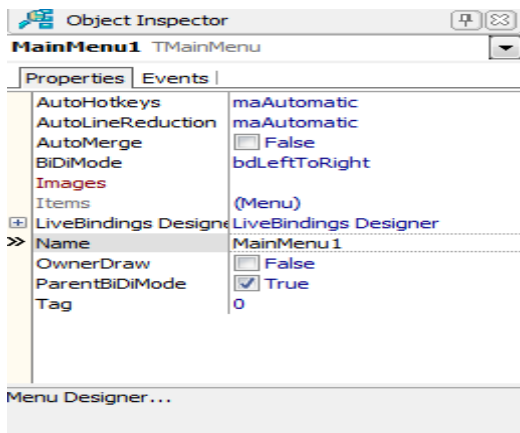 Object Inspector
MainMenu1 TMainMenu
Properties Events
AutoHotkeys maAutomatic
AutoLineReduction maAutomatic
AutoMerge False
BiDiMode bdLeftToRight
Images
Items (Menu)
LiveBindings Designe LiveBindings Designer
Name MainMenu1
OwnerDraw False
ParentBiDiMode True
Tag 0
Menu Designer...